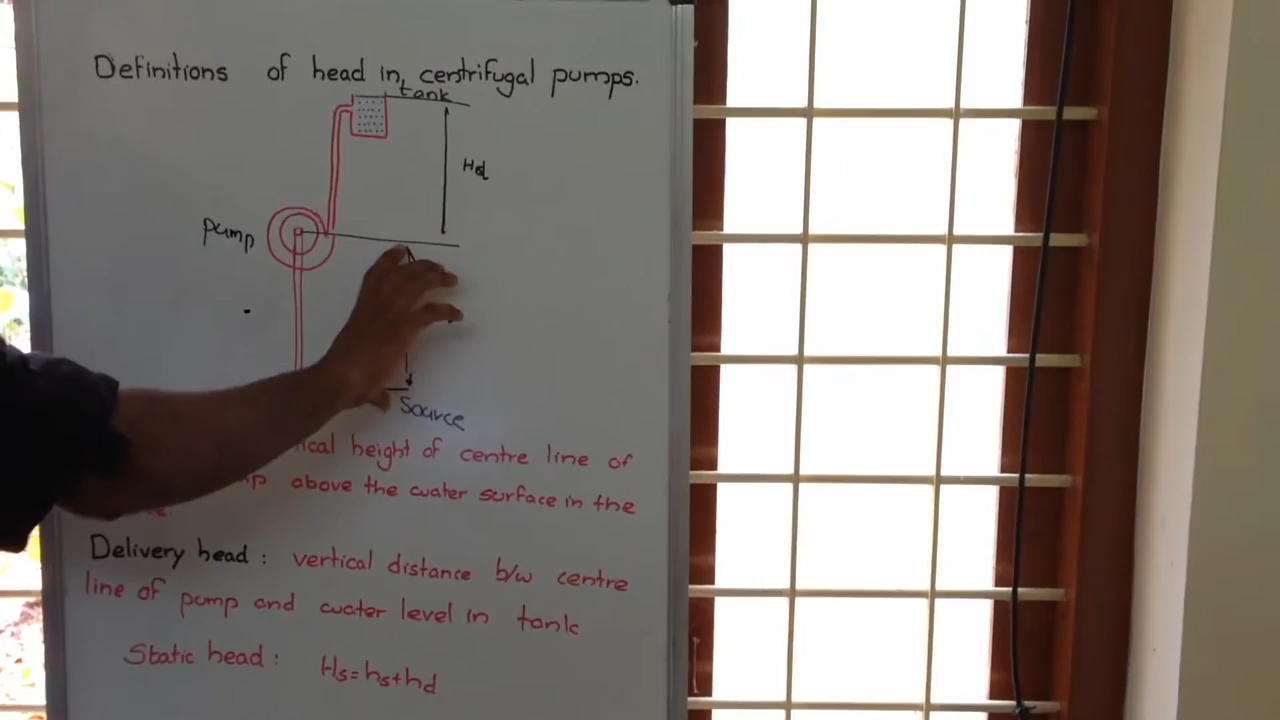 Definitions of head in centrifugal pumps.
tank
Hd
Pump
Source
height of centre line of
above the water surface in the
Delivery head : vertical distance b/w centre
line of pump and water level in tank
Static head : Hs = hs + hd